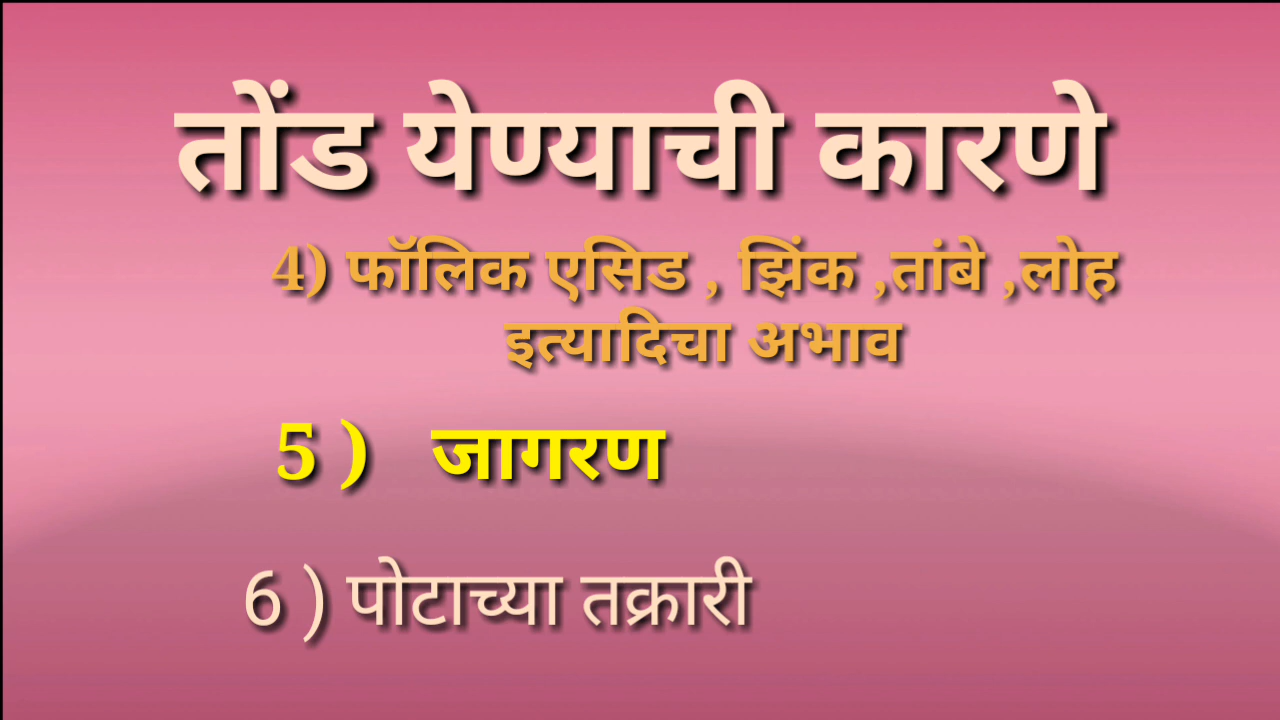 तोंड येण्याची कारणे
4) फॉलिक एसिड , झिंक ,तांबे ,लोह
इत्यादिचा अभाव
5 ) जागरण
6 ) पोटाच्या तक्रारी